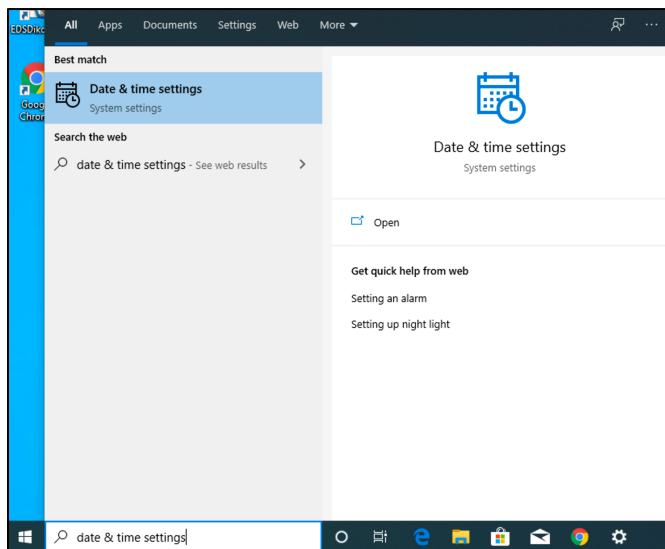 EDSDikc
All Apps Documents Settings Web More
Best match
Date & time settings
System settings
Search the web
date & time settings - See web results
Goog
Chron
Date & time settings
System settings
Open
Get quick help from web
Setting an alarm
Setting up night light
date & time settings